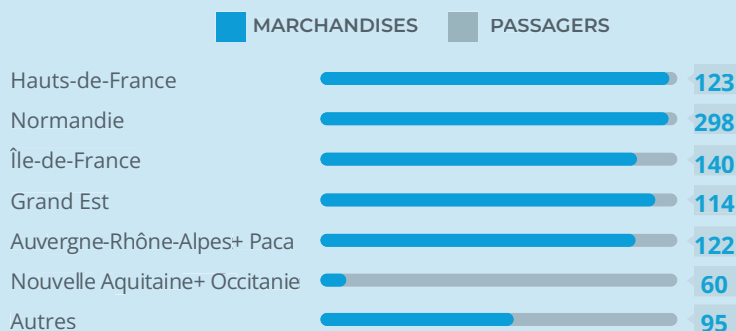 MARCHANDISES PASSAGERS
Hauts-de-France 123
Normandie 298
Île-de-France 140
Grand Est 114
Auvergne-Rhône-Alpes+ Paca 122
Nouvelle Aquitaine+ Occitanie 60
Autres 95